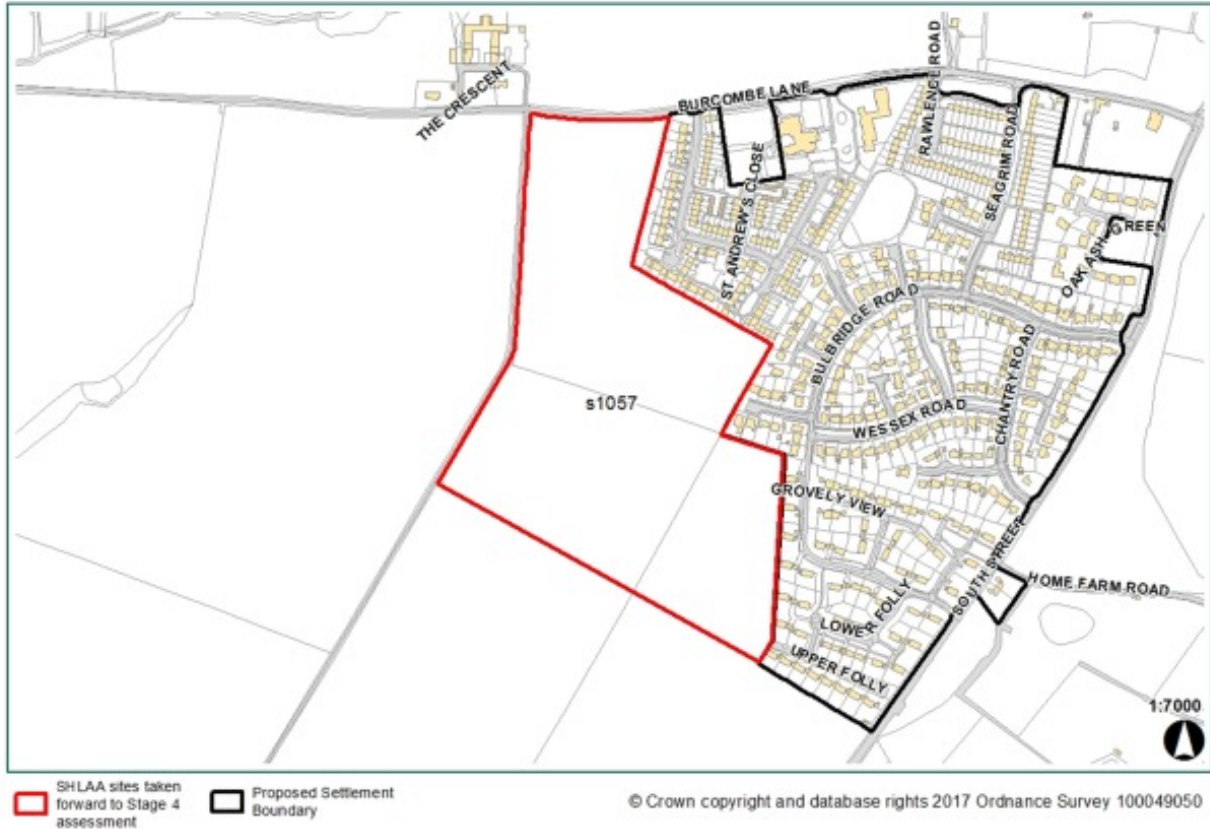 THE CRESCENT
BURCOMBE LANE
RAWLENCE ROAD
SEAGRIM ROAD
ST ANDREW'S CLOSE
OAK ASH GREEN
BULBRIDGE ROAD
s1057
WESSEX ROAD
CHANTRY ROAD
GROVELY VIEW
SOUTH STREET
HOME FARM ROAD
LOWER FOLLY
UPPER FOLLY
1:7000
SHLAA sites taken
forward to Stage 4
assessment
Proposed Settlement
Boundary
© Crown copyright and database rights 2017 Ordnance Survey 100049050